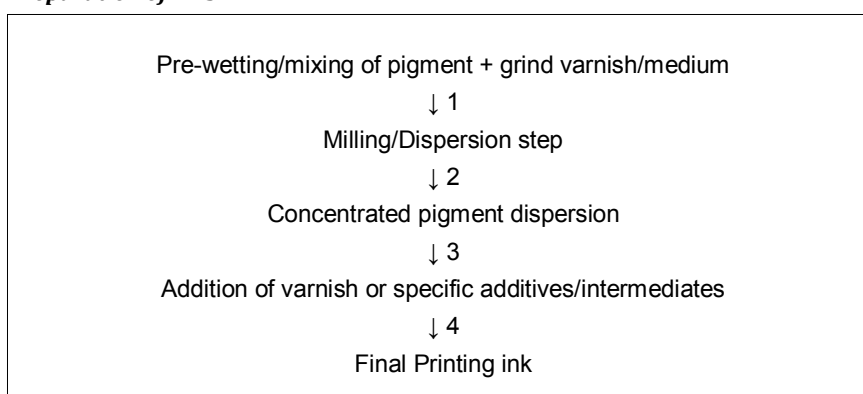 Pre-wetting/mixing of pigment + grind varnish/medium
↓ 1
Milling/Dispersion step
↓ 2
Concentrated pigment dispersion
↓ 3
Addition of varnish or specific additives/intermediates
↓ 4
Final Printing ink